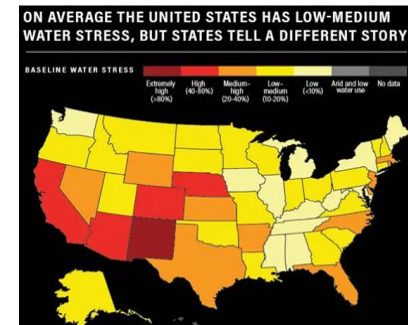 ON AVERAGE THE UNITED STATES HAS LOW-MEDIUM
WATER STRESS, BUT STATES TELL A DIFFERENT STORY
BASELINE WATER STRESS
Extremely high (>80%)
High (40-80%)
Medium-high (20-40%)
Low-medium (10-20%)
Low (<10%)
Arid and low water use
No data